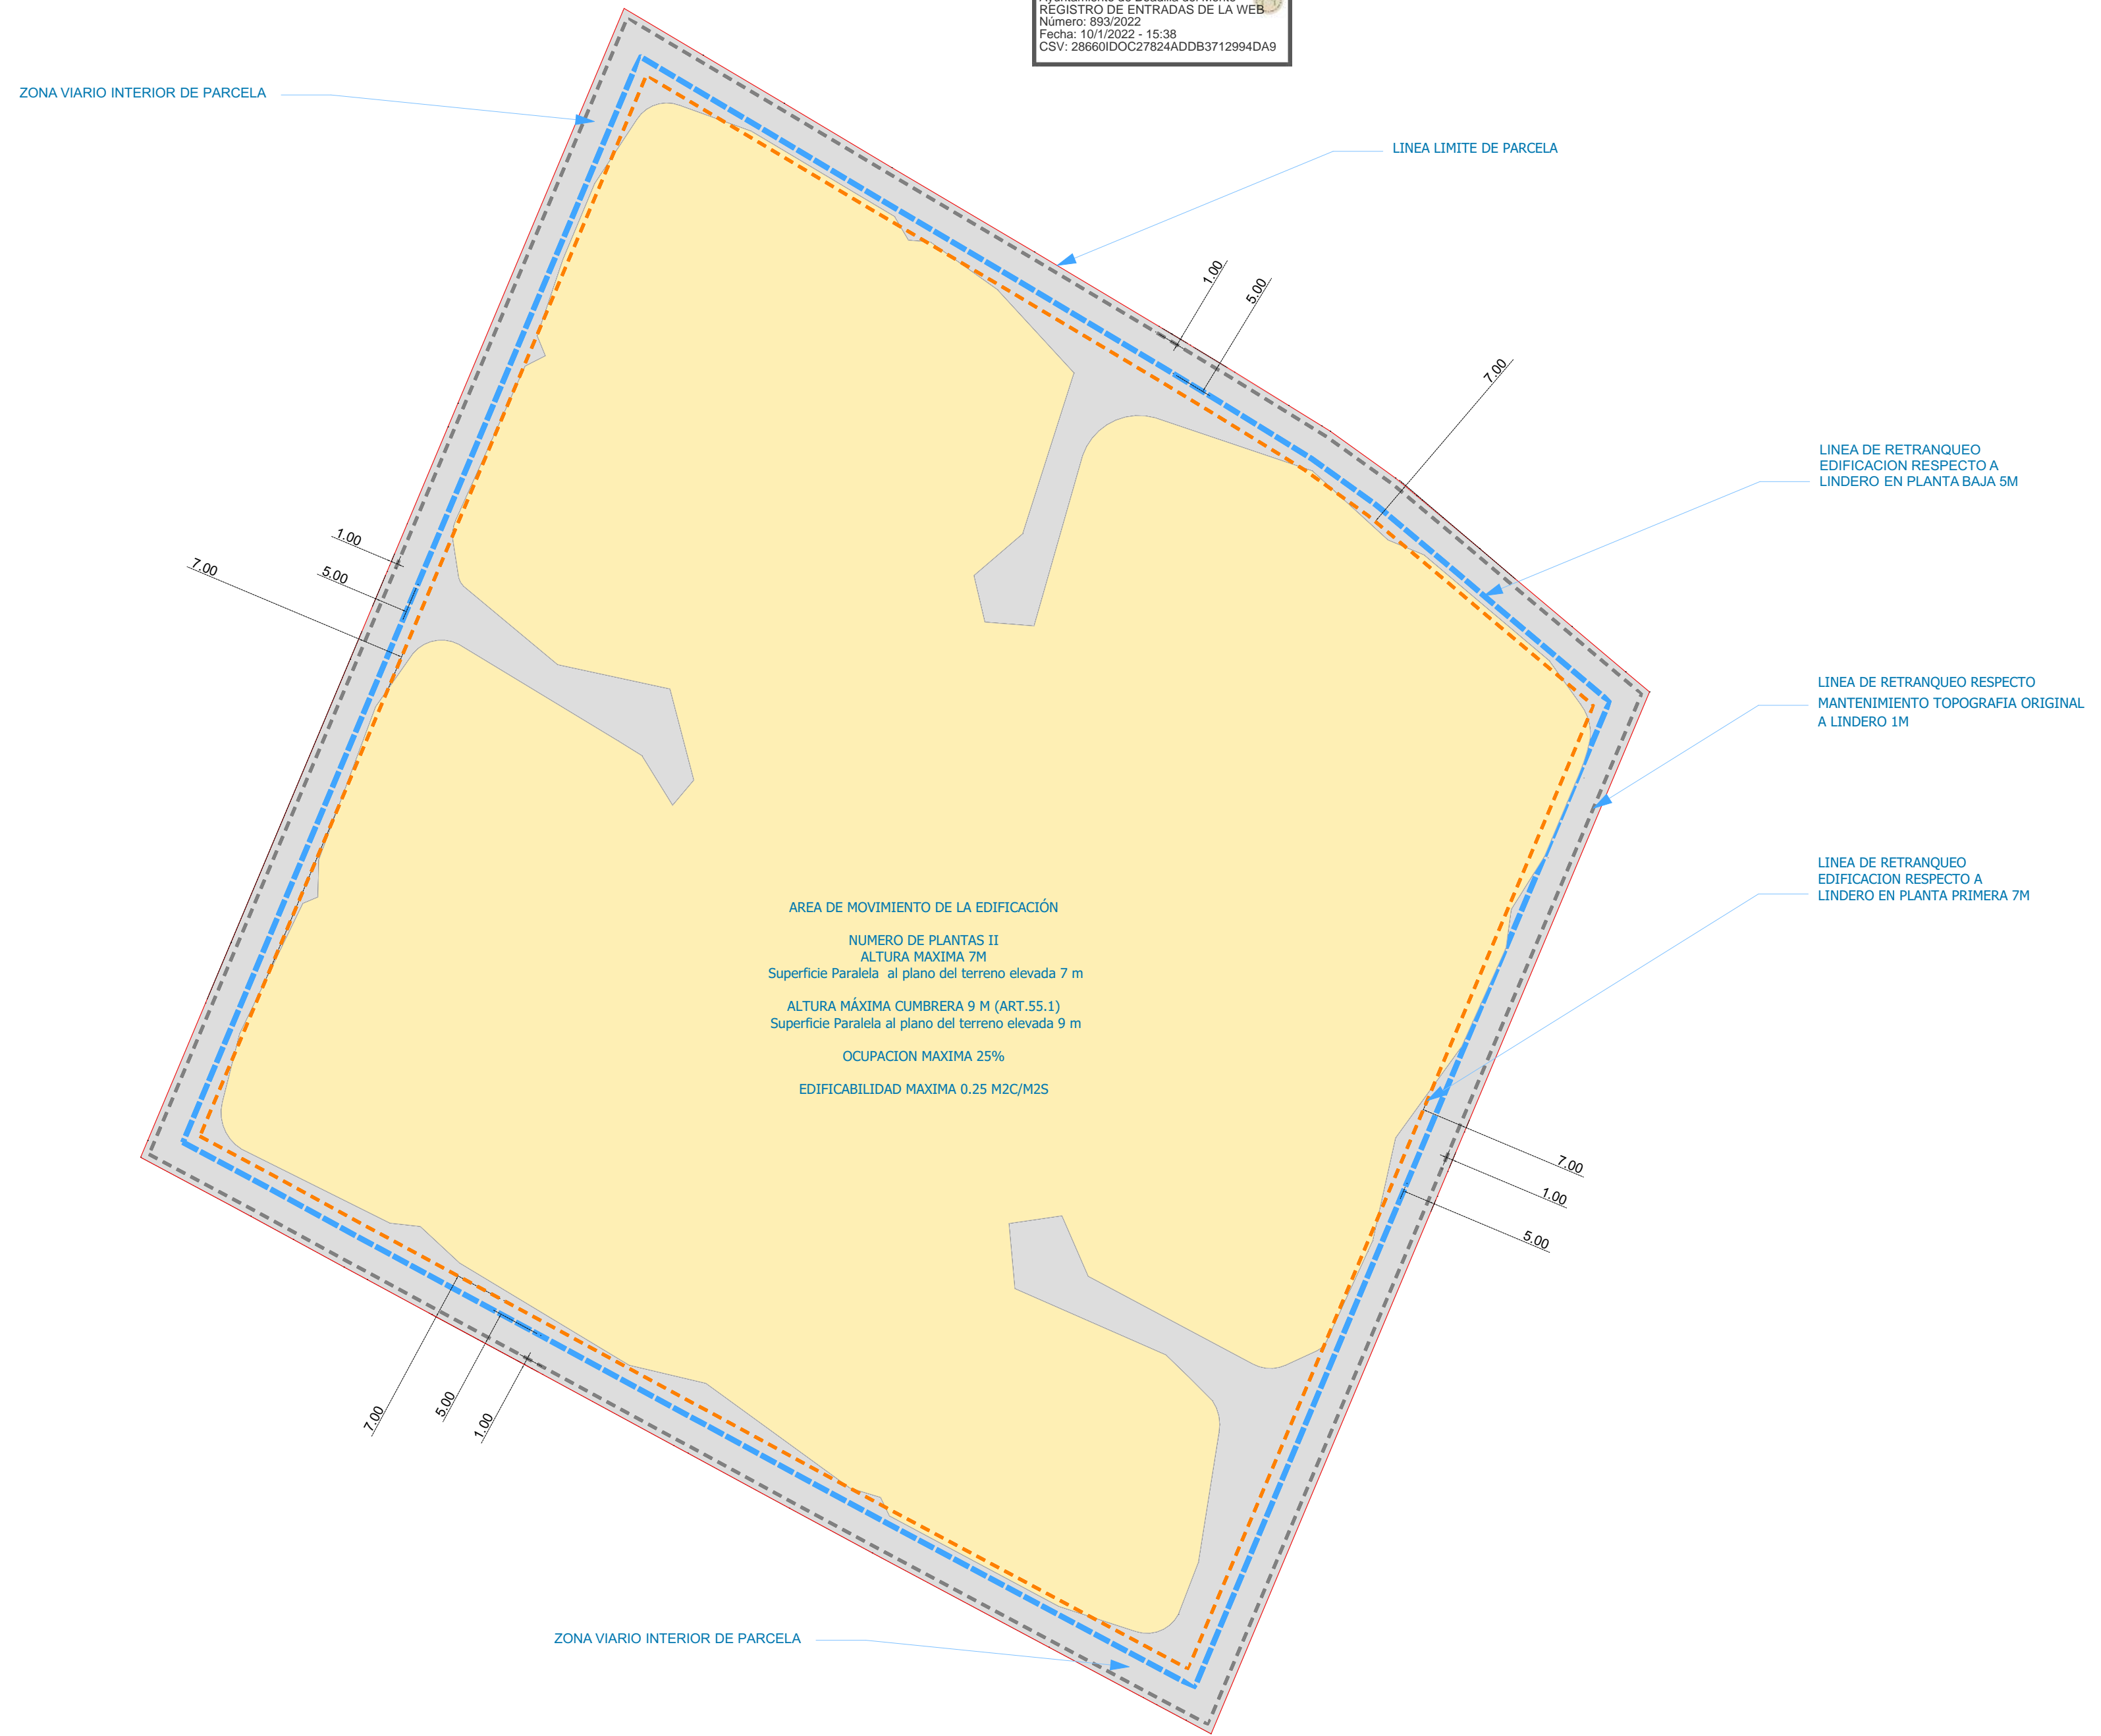 REGISTRO DE ENTRADAS DE LA WEB
Número: 893/2022
Fecha: 10/1/2022 - 15:38
CSV: 28660IDOC27824ADDB3712994DA9
ZONA VIARIO INTERIOR DE PARCELA
LINEA LIMITE DE PARCELA
1.00
5.00
7.00
LINEA DE RETRANQUEO
EDIFICACION RESPECTO A
LINDERO EN PLANTA BAJA 5M
1.00
5.00
7.00
LINEA DE RETRANQUEO RESPECTO
MANTENIMIENTO TOPOGRAFIA ORIGINAL
A LINDERO 1M
LINEA DE RETRANQUEO
EDIFICACION RESPECTO A
LINDERO EN PLANTA PRIMERA 7M
AREA DE MOVIMIENTO DE LA EDIFICACIÓN
NUMERO DE PLANTAS II
ALTURA MAXIMA 7M
Superficie Paralela al plano del terreno elevada 7 m
ALTURA MÁXIMA CUMBRERA 9 M (ART.55.1)
Superficie Paralela al plano del terreno elevada 9 m
OCUPACION MAXIMA 25%
EDIFICABILIDAD MAXIMA 0.25 M2C/M2S
7.00
1.00
5.00
7.00
5.00
1.00
ZONA VIARIO INTERIOR DE PARCELA